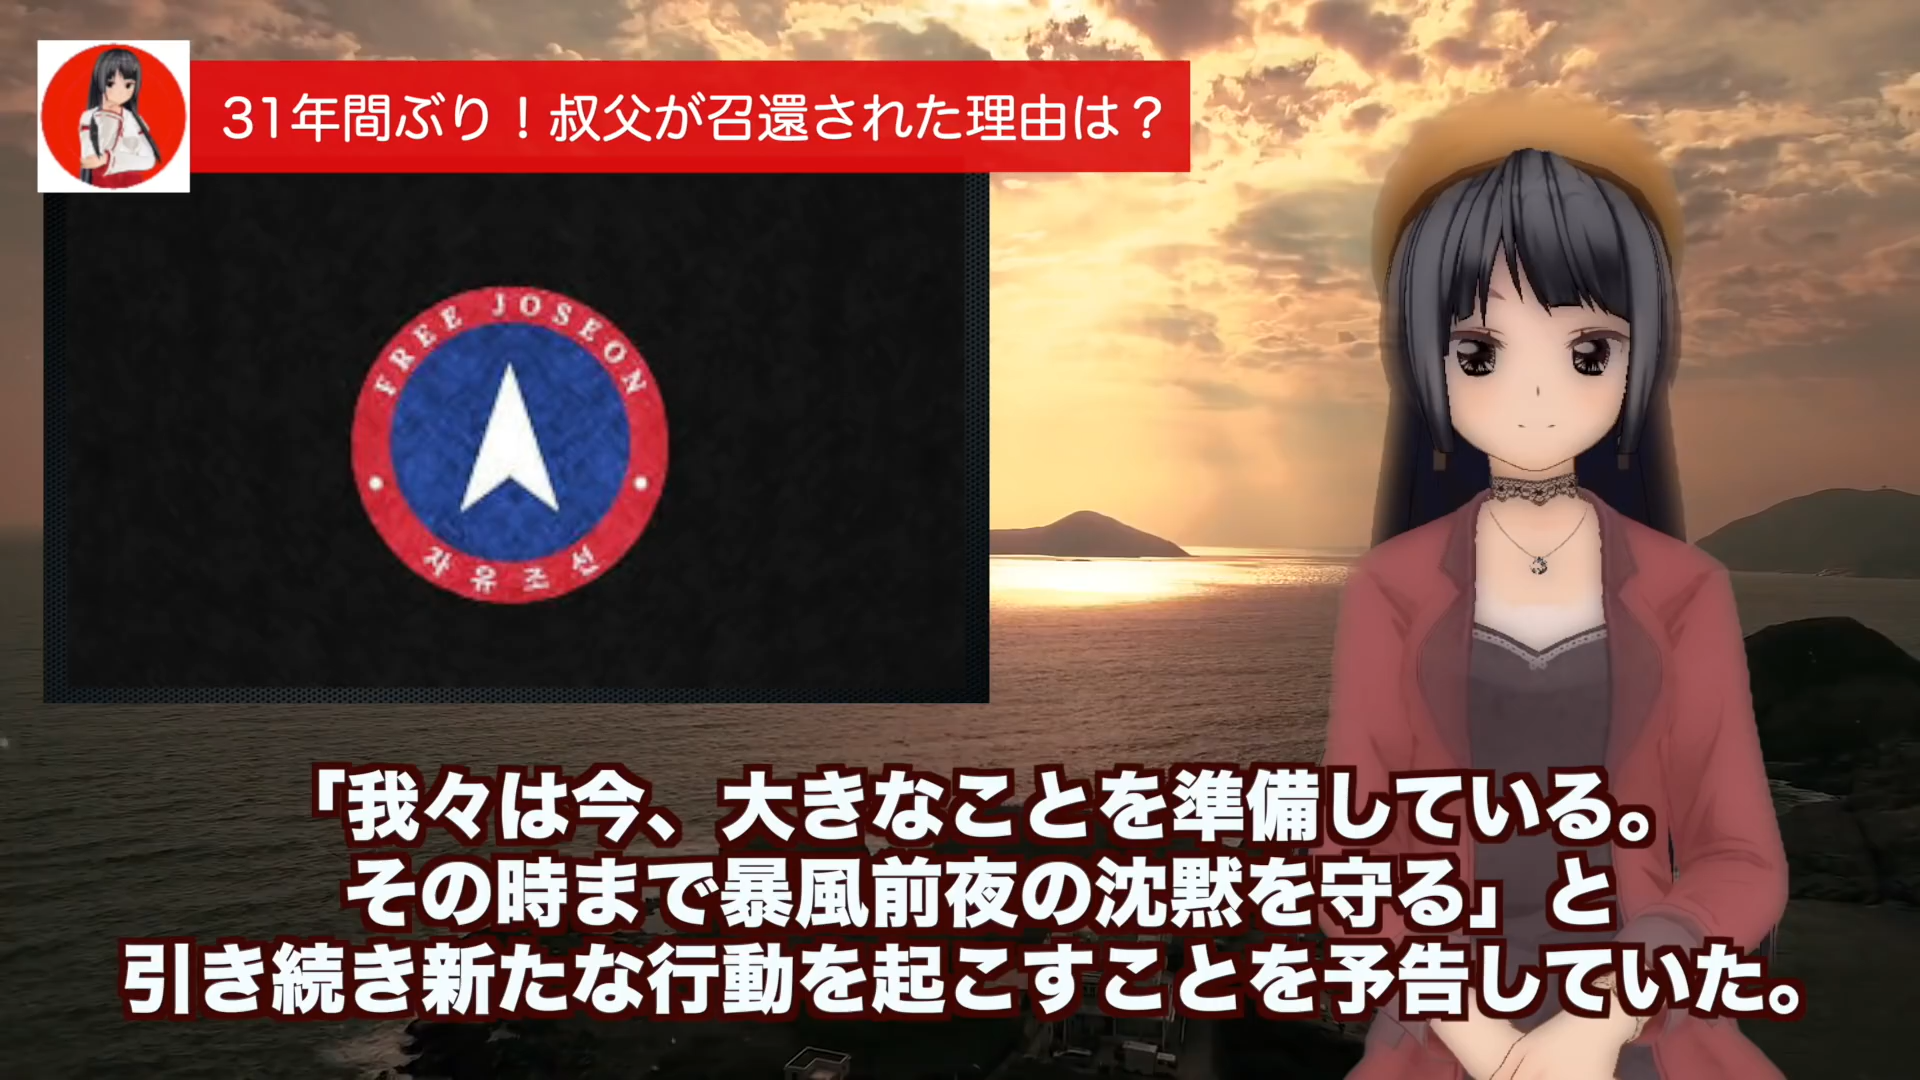 31年間ぶり！叔父が召還された理由は？
FREE JOSEON
자유조선
「我々は今、大きなことを準備している。
その時まで暴風前夜の沈黙を守る」と
引き続き新たな行動を起こすことを予告していた。